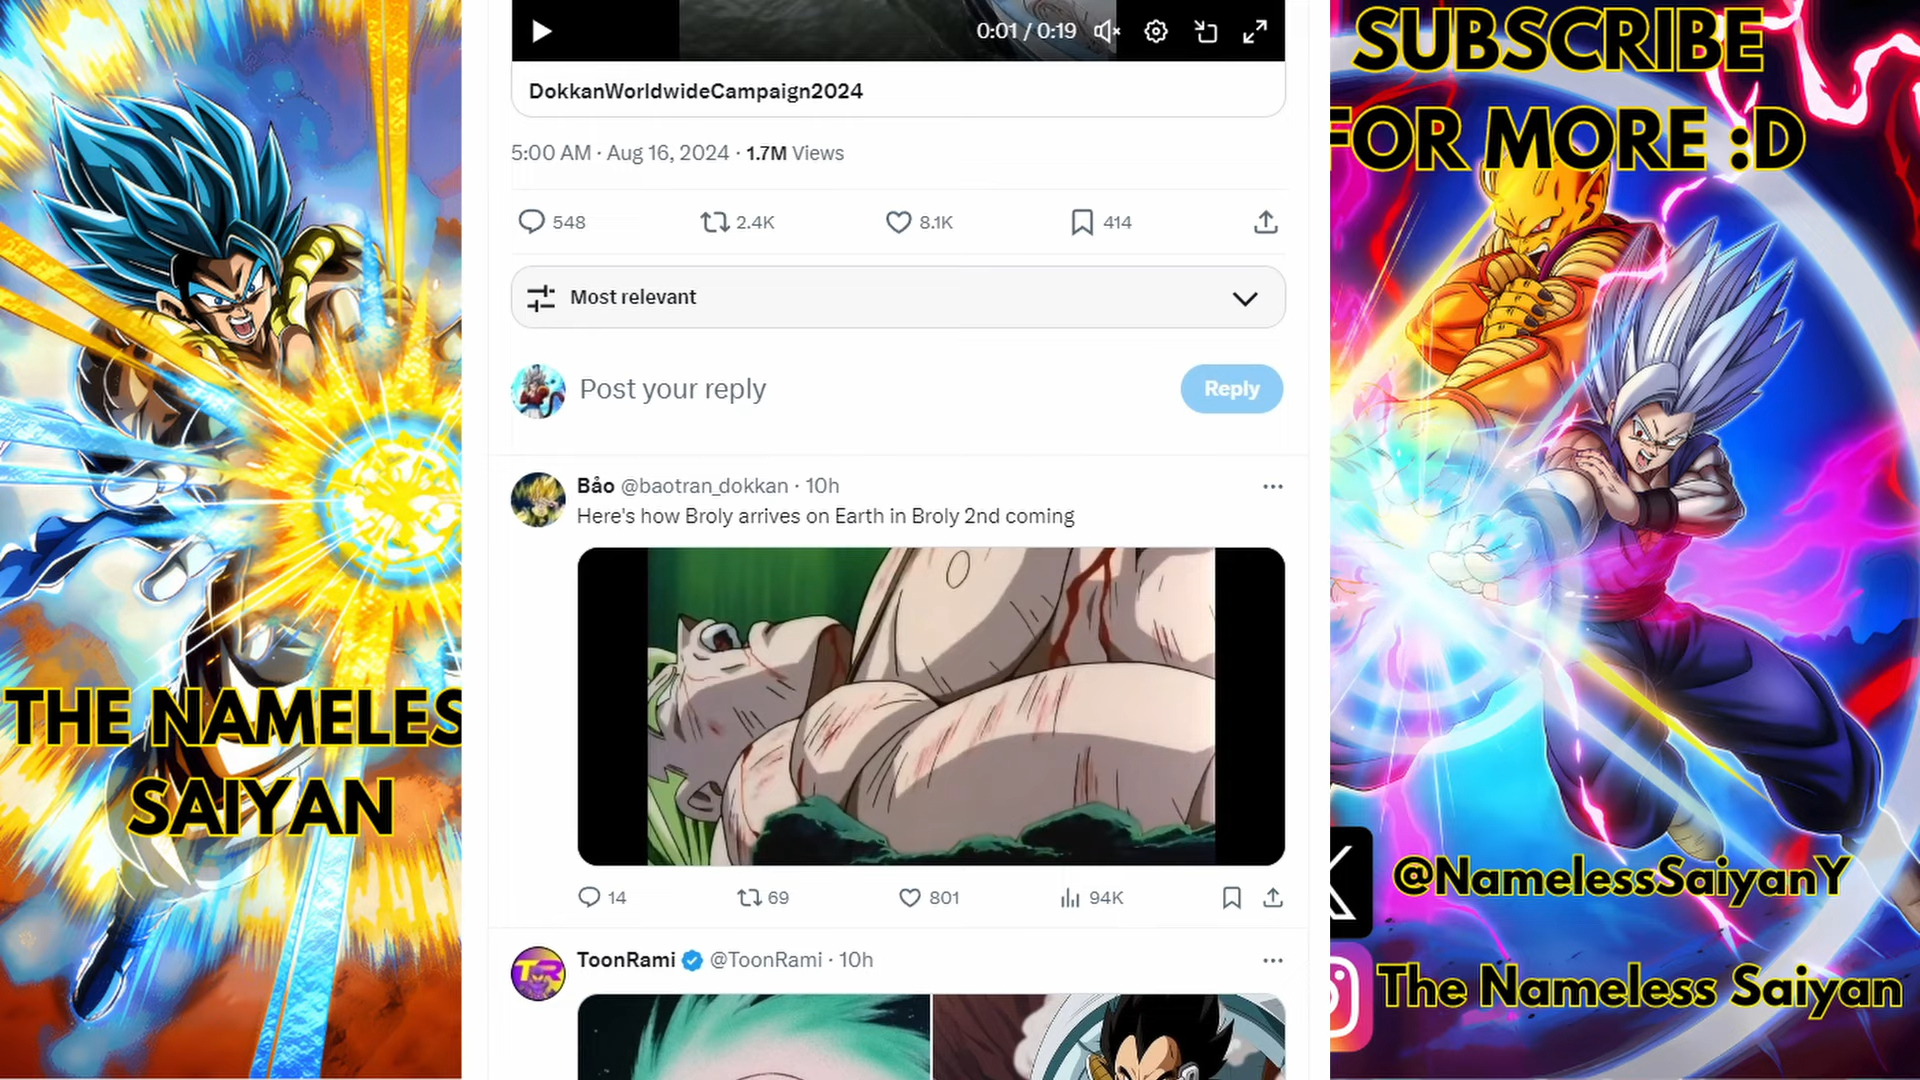 SUBSCRIBE
FOR MORE :D
0:01 / 0:19
DokkanWorldwideCampaign2024
5:00 AM · Aug 16, 2024 · 1.7M Views
548
2.4K
8.1K
414
Most relevant
Post your reply
Reply
Bảo @baotran_dokkan · 10h
Here's how Broly arrives on Earth in Broly 2nd coming
14
69
801
94K
ToonRami @ToonRami · 10h
TR
THE NAMELES
SAIYAN
@NamelessSaiyanY
The Nameless Saiyan